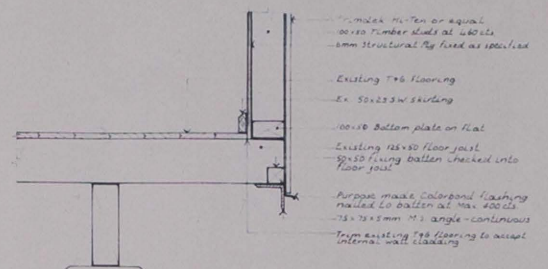 Trimdek Hi-Ten or equal
100x50 Timber studs at 460 cts
6mm Structural Ply fixed as specified
Existing T&G flooring
Ex. 50x25 S.W. skirting
100x50 Bottom plate on flat
Existing 125x50 floor joist
50x50 fixing batten checked into
floor joist
Purpose made Colorbond flashing
nailed to batten at Max 400 cts
75x75x5mm M.S angle - continuous
Trim existing T&G flooring to accept
internal wall cladding